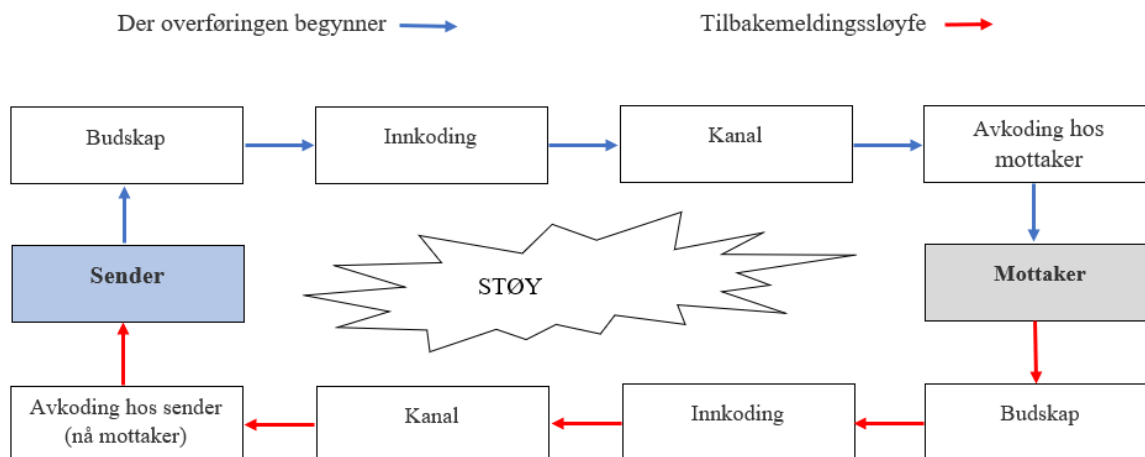 Der overføringen begynner
Tilbakemeldingssløyfe
Budskap
Innkoding
Kanal
Avkoding hos
mottaker
Sender
STØY
Mottaker
Avkoding hos sender
(nå mottaker)
Kanal
Innkoding
Budskap